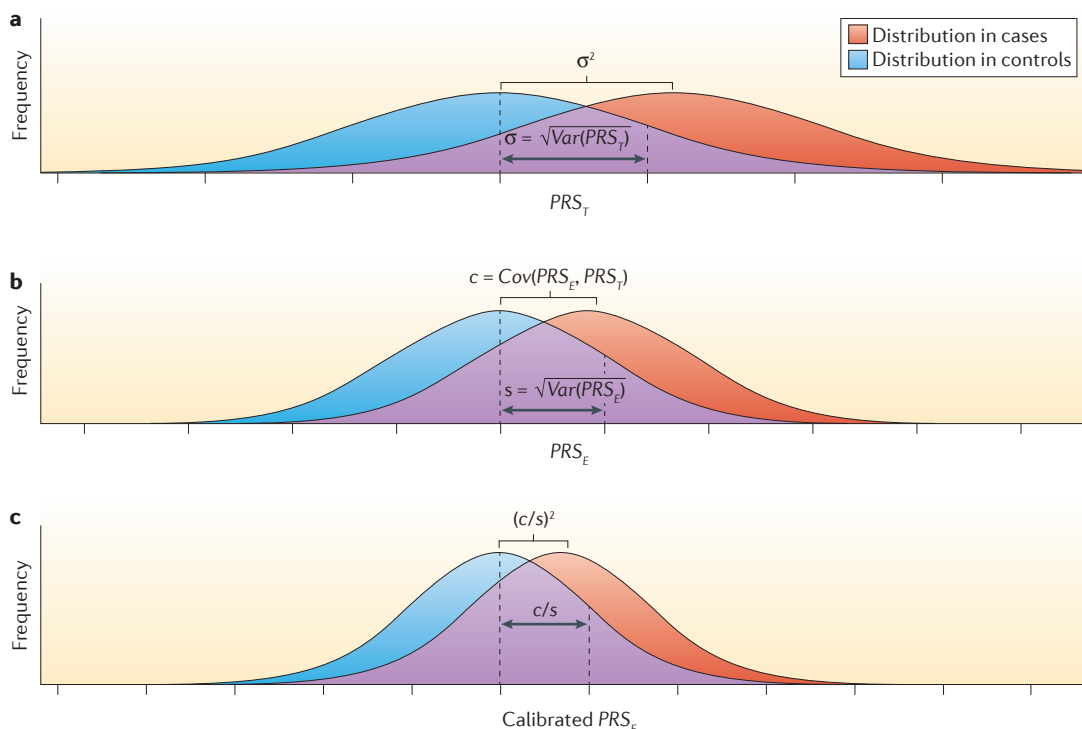 a
Frequency
Distribution in cases
Distribution in controls
σ²
σ = √Var(PRS_T)
PRS_T
b
Frequency
c = Cov(PRS_E, PRS_T)
s = √Var(PRS_E)
PRS_E
c
Frequency
(c/s)²
c/s
Calibrated PRS_E